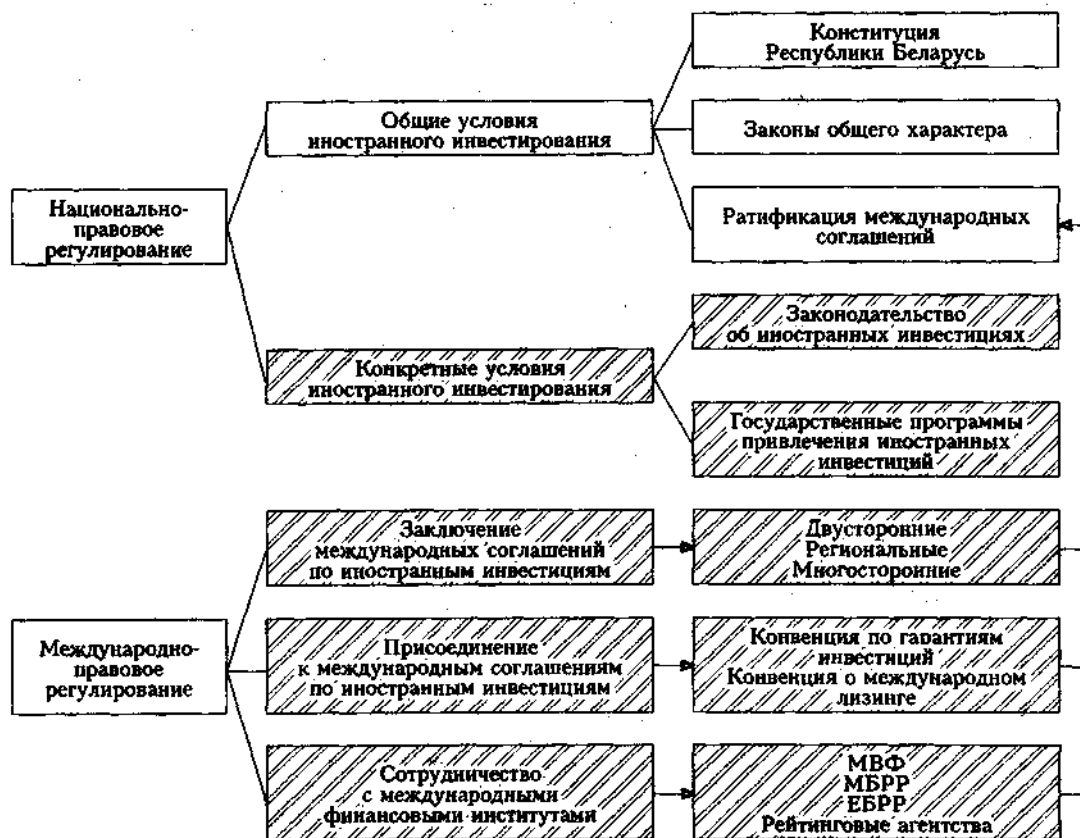 Конституция
Республики Беларусь
Общие условия
иностранного инвестирования
Законы общего характера
Национально-
правовое
регулирование
Ратификация международных
соглашений
Законодательство
об иностранных инвестициях
Конкретные условия
иностранного инвестирования
Государственные программы
привлечения иностранных
инвестиций
Заключение
международных соглашений
по иностранным инвестициям
Двусторонние
Региональные
Многосторонние
Международно-
правовое
регулирование
Присоединение
к международным соглашениям
по иностранным инвестициям
Конвенция по гарантиям
инвестиций
Конвенция о международном
лизинге
Сотрудничество
с международными
финансовыми институтами
МВФ
МБРР
ЕБРР
Рейтинговые агентства